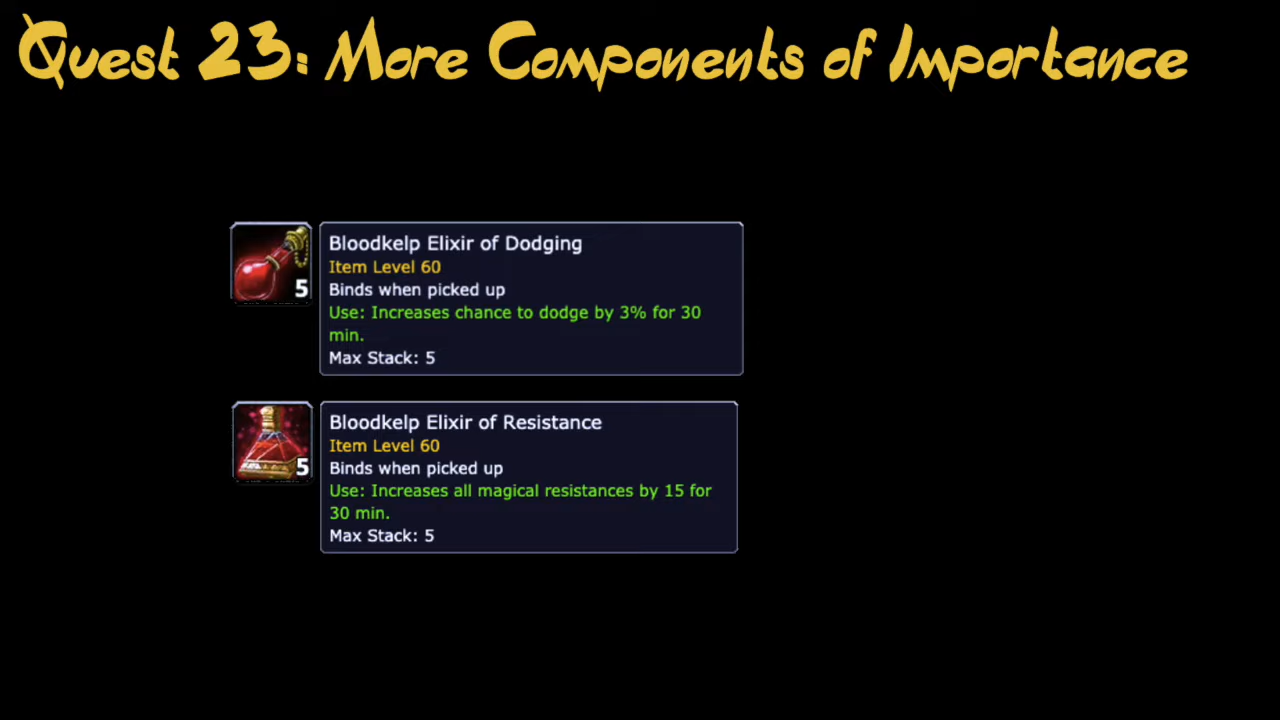 Quest 23: More Components of Importance
5
Bloodkelp Elixir of Dodging
Item Level 60
Binds when picked up
Use: Increases chance to dodge by 3% for 30
min.
Max Stack: 5
5
Bloodkelp Elixir of Resistance
Item Level 60
Binds when picked up
Use: Increases all magical resistances by 15 for
30 min.
Max Stack: 5